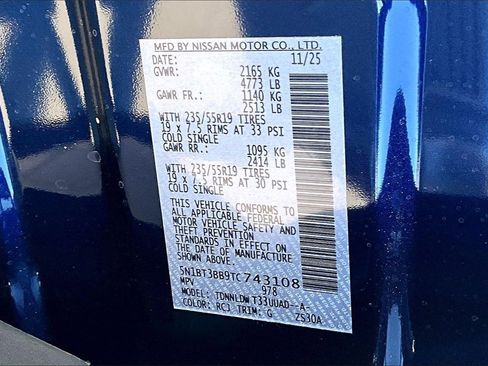 MFD BY NISSAN MOTOR CO., LTD.
DATE: 11/25
GVWR: 2165 KG
4773 LB
GAWR FR.: 1140 KG
2513 LB
WITH 235/55R19 TIRES
19 x 7.5 RIMS AT 33 PSI
COLD SINGLE
GAWR RR.: 1095 KG
2414 LB
WITH 235/55R19 TIRES
19 x 7.5 RIMS AT 30 PSI
COLD SINGLE
THIS VEHICLE CONFORMS TO
ALL APPLICABLE FEDERAL
MOTOR VEHICLE SAFETY AND
THEFT PREVENTION
STANDARDS IN EFFECT ON
THE DATE OF MANUFACTURE
SHOWN ABOVE.
5N1BT3BB9TC743108
MPV 978
MODEL: TDNNLDW T33UUAD--A-
COLOR: RCJ TRIM: G ZS30A